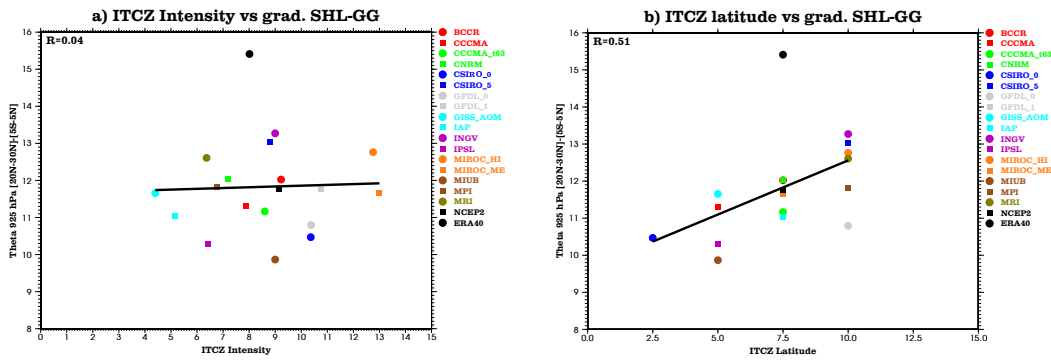 a) ITCZ Intensity vs grad. SHL-GG
R=0.04
Theta 925 hPa [20N-30N]-[5S-5N]
16
15
14
13
12
11
10
9
8
0 1 2 3 4 5 6 7 8 9 10 11 12 13 14 15
ITCZ Intensity
BCCR
CCCMA
CCCMA_t63
CNRM
CSIRO_0
CSIRO_5
GFDL_0
GFDL_1
GISS_AOM
IAP
INGV
IPSL
MIROC_HI
MIROC_ME
MIUB
MPI
MRI
NCEP2
ERA40
b) ITCZ latitude vs grad. SHL-GG
R=0.51
Theta 925 hPa [20N-30N]-[5S-5N]
16
15
14
13
12
11
10
9
8
0.0 2.5 5.0 7.5 10.0 12.5 15.0
ITCZ Latitude
BCCR
CCCMA
CCCMA_t63
CNRM
CSIRO_0
CSIRO_5
GFDL_0
GFDL_1
GISS_AOM
IAP
INGV
IPSL
MIROC_HI
MIROC_ME
MIUB
MPI
MRI
NCEP2
ERA40